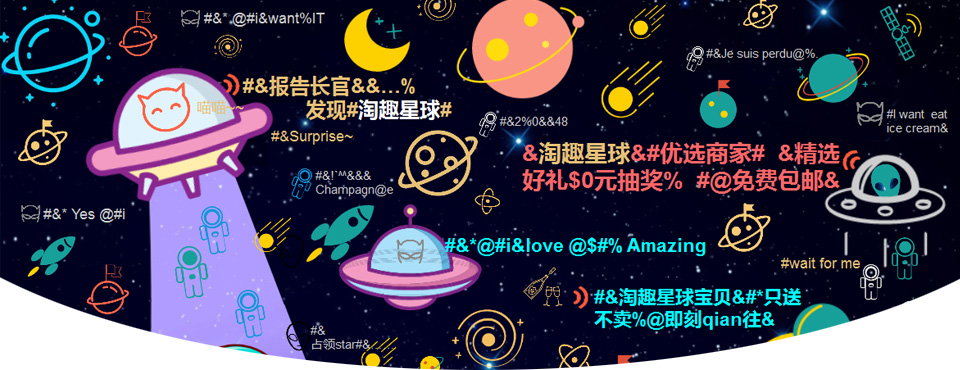 #&*.@#i&want%IT
#&报告长官&&...%
喵喵~~
发现#淘趣星球#
#&Surprise~
#&Je suis perdu@%.
#&2%0&&48
#I want eat
ice cream&
&淘趣星球&#优选商家# &精选
好礼$0元抽奖% #@免费包邮&
#&!`^^&&&
Champagn@e
#&* Yes @#i
#&*@#i&love @$#% Amazing
#wait for me
#&淘趣星球宝贝&#*只送
不卖%@即刻qian往&
#&
占领star#&